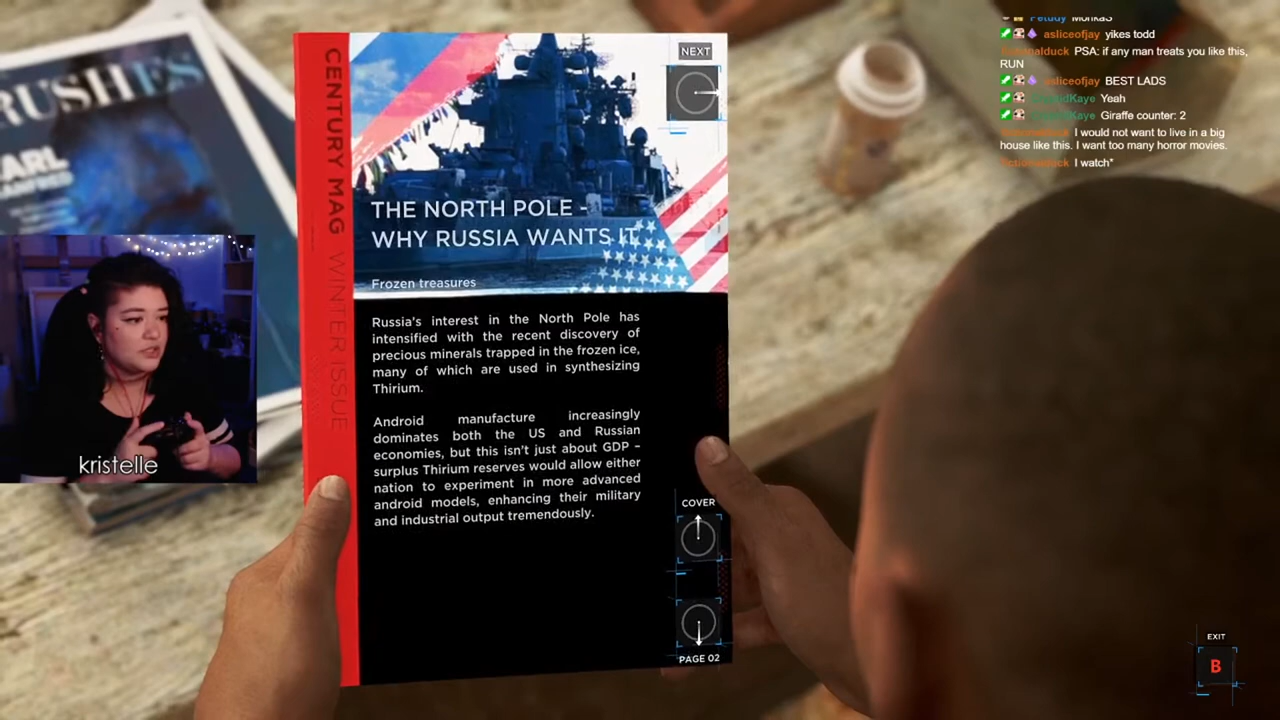 RUSHES
CENTURY MAG WINTER ISSUE
NEXT
THE NORTH POLE -
WHY RUSSIA WANTS IT
Frozen treasures
Russia's interest in the North Pole has
intensified with the recent discovery of
precious minerals trapped in the frozen ice,
many of which are used in synthesizing
Thirium.
Android manufacture increasingly
dominates both the US and Russian
economies, but this isn't just about GDP –
surplus Thirium reserves would allow either
nation to experiment in more advanced
android models, enhancing their military
and industrial output tremendously.
COVER
PAGE 02
EXIT
B
kristelle
Petudy MonkaS
asliceofjay yikes todd
PSA: if any man treats you like this,
RUN
asliceofjay BEST LADS
Yeah
Giraffe counter: 2
I would not want to live in a big
house like this. I want too many horror movies.
I watch*